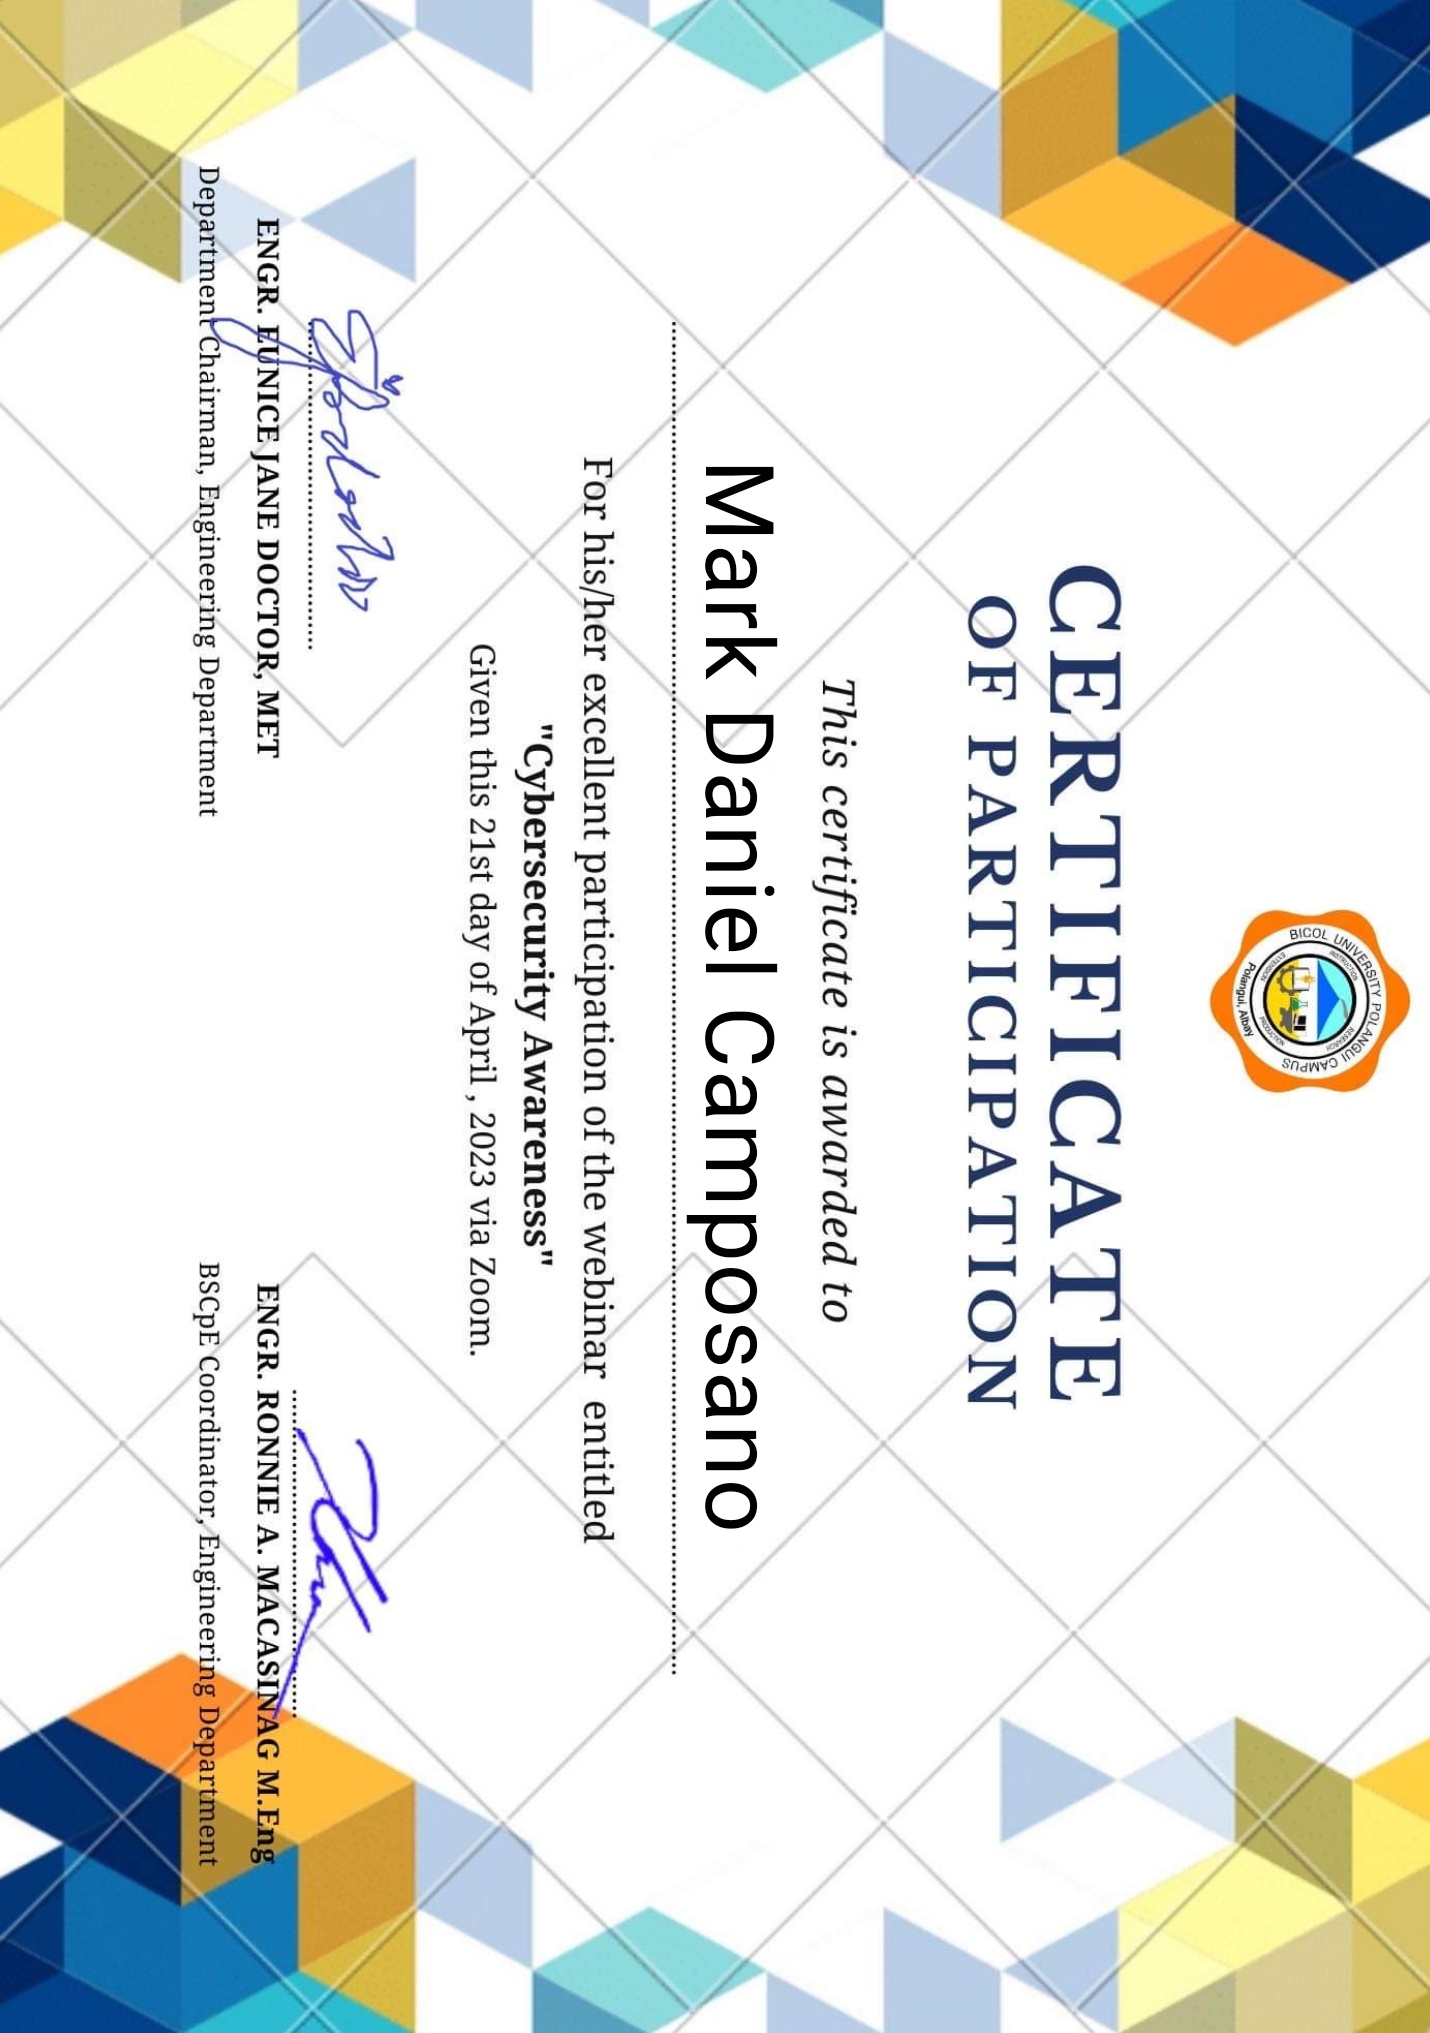 BICOL UNIVERSITY POLANGUI CAMPUS
INSTRUCTION
RESEARCH
EXTENSION
PRODUCTION
Polangui, Albay
CERTIFICATE
OF PARTICIPATION
This certificate is awarded to
Mark Daniel Camposano
For his/her excellent participation of the webinar  entitled
"Cybersecurity Awareness"
Given this 21st day of April , 2023 via Zoom.
ENGR. EUNICE JANE DOCTOR, MET
Department Chairman, Engineering Department
ENGR. RONNIE A. MACASINAG M.Eng
BSCpE Coordinator, Engineering Department